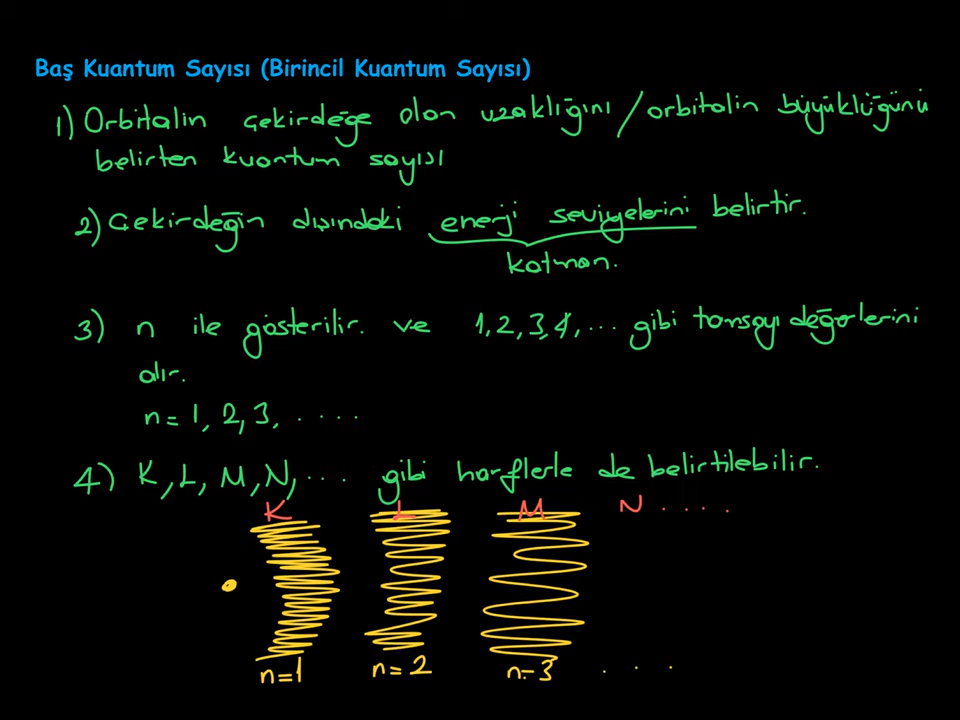 Baş Kuantum Sayısı (Birincil Kuantum Sayısı)
1) Orbitalin çekirdeğe olan uzaklığını / orbitalin büyüklüğünü
belirten kuantum sayısı
2) Çekirdeğin dışındaki enerji seviyelerini belirtir.
katman.
3) n ile gösterilir. ve 1, 2, 3, 4, ... gibi tamsayı değerlerini
alır.
n = 1, 2, 3, ....
4) K, L, M, N, ... gibi harflerle de belirtilebilir.
K L M N ....
n=1 n=2 n=3 ...